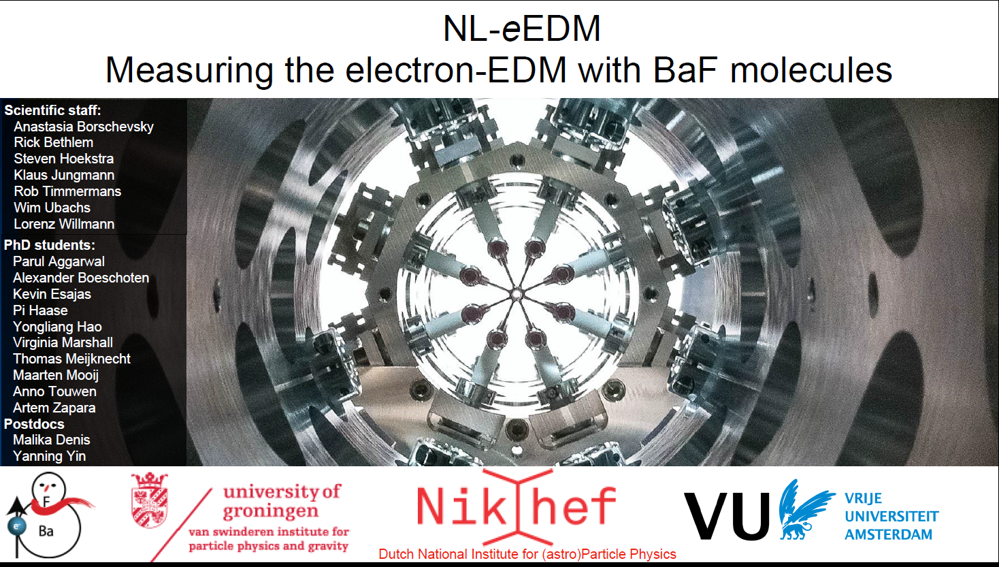 NL-eEDM
Measuring the electron-EDM with BaF molecules
Scientific staff:
Anastasia Borschevsky
Rick Bethlem
Steven Hoekstra
Klaus Jungmann
Rob Timmermans
Wim Ubachs
Lorenz Willmann
PhD students:
Parul Aggarwal
Alexander Boeschoten
Kevin Esajas
Pi Haase
Yongliang Hao
Virginia Marshall
Thomas Meijknecht
Maarten Mooij
Anno Touwen
Artem Zapara
Postdocs
Malika Denis
Yanning Yin
F
e-
Ba
university of
groningen
van swinderen institute for
particle physics and gravity
Nikhef
Dutch National Institute for (astro)Particle Physics
VU
VRIJE
UNIVERSITEIT
AMSTERDAM